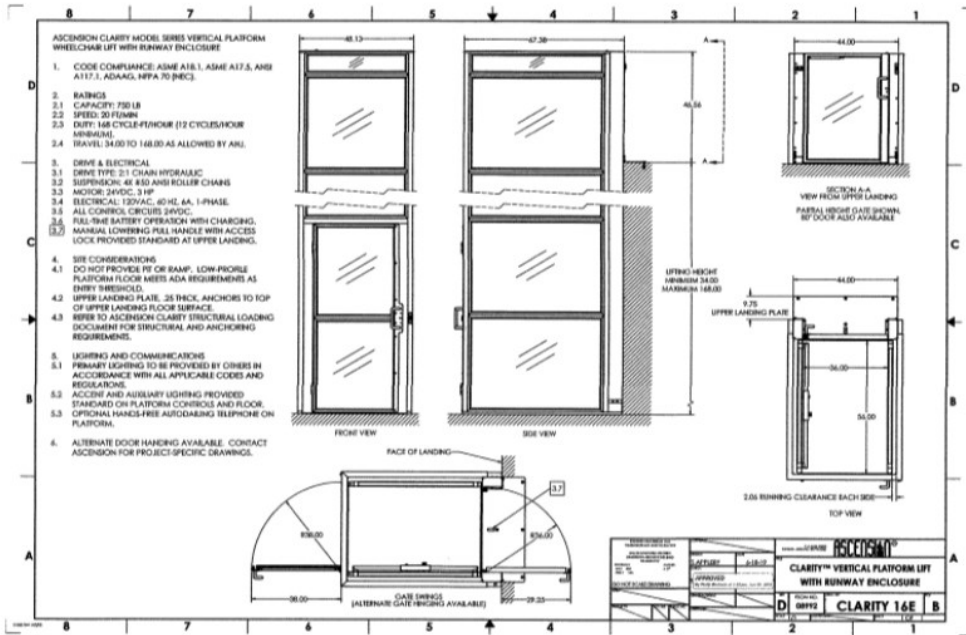 8 7 6 5 4 3 2 1
ASCENSION CLARITY MODEL SERIES VERTICAL PLATFORM
WHEELCHAIR LIFT WITH RUNWAY ENCLOSURE
1. CODE COMPLIANCE: ASME A18.1, ASME A17.5, ANSI
A117.1, ADAAG, NFPA 70 (NEC).
2. RATINGS
2.1 CAPACITY: 750 LB
2.2 SPEED: 20 FT/MIN
2.3 DUTY: 168 CYCLE-FT/HOUR (12 CYCLES/HOUR
MINIMUM).
2.4 TRAVEL: 34.00 TO 168.00 AS ALLOWED BY AHJ.
3. DRIVE & ELECTRICAL
3.1 DRIVE TYPE: 2:1 CHAIN HYDRAULIC
3.2 SUSPENSION: 4X #50 ANSI ROLLER CHAINS
3.3 MOTOR: 24VDC, 3 HP
3.4 ELECTRICAL: 120VAC, 60 HZ, 6A, 1-PHASE.
3.5 ALL CONTROL CIRCUITS 24VDC.
3.6 FULL-TIME BATTERY OPERATION WITH CHARGING.
3.7 MANUAL LOWERING PULL HANDLE WITH ACCESS
LOCK PROVIDED STANDARD AT UPPER LANDING.
4. SITE CONSIDERATIONS
4.1 DO NOT PROVIDE PIT OR RAMP. LOW-PROFILE
PLATFORM FLOOR MEETS ADA REQUIREMENTS AS
ENTRY THRESHOLD.
4.2 UPPER LANDING PLATE, .25 THICK, ANCHORS TO TOP
OF UPPER LANDING FLOOR SURFACE.
4.3 REFER TO ASCENSION CLARITY STRUCTURAL LOADING
DOCUMENT FOR STRUCTURAL AND ANCHORING
REQUIREMENTS.
5. LIGHTING AND COMMUNICATIONS
5.1 PRIMARY LIGHTING TO BE PROVIDED BY OTHERS IN
ACCORDANCE WITH ALL APPLICABLE CODES AND
REGULATIONS.
5.2 ACCENT AND AUXILIARY LIGHTING PROVIDED
STANDARD ON PLATFORM CONTROLS AND FLOOR.
5.3 OPTIONAL HANDS-FREE AUTODIALING TELEPHONE ON
PLATFORM.
6. ALTERNATE DOOR HANDING AVAILABLE. CONTACT
ASCENSION FOR PROJECT-SPECIFIC DRAWINGS.
48.13
FRONT VIEW
67.38
SIDE VIEW
A
A
LIFTING HEIGHT
MINIMUM 34.00
MAXIMUM 168.00
44.00
SECTION A-A
VIEW FROM UPPER LANDING
PARTIAL HEIGHT GATE SHOWN,
80" DOOR ALSO AVAILABLE
44.00
9.75
UPPER LANDING PLATE
36.00
56.00
2.06 RUNNING CLEARANCE EACH SIDE
TOP VIEW
FACE OF LANDING
3.7
R36.00
R36.00
38.00
29.25
GATE SWINGS
(ALTERNATE GATE HINGING AVAILABLE)
DO NOT SCALE DRAWING
APPROVED
ASCENSION
CLARITY™ VERTICAL PLATFORM LIFT
WITH RUNWAY ENCLOSURE
D
CLARITY 16E
B
D D
C C
B B
A A
8 7 6 5 4 3 2 1